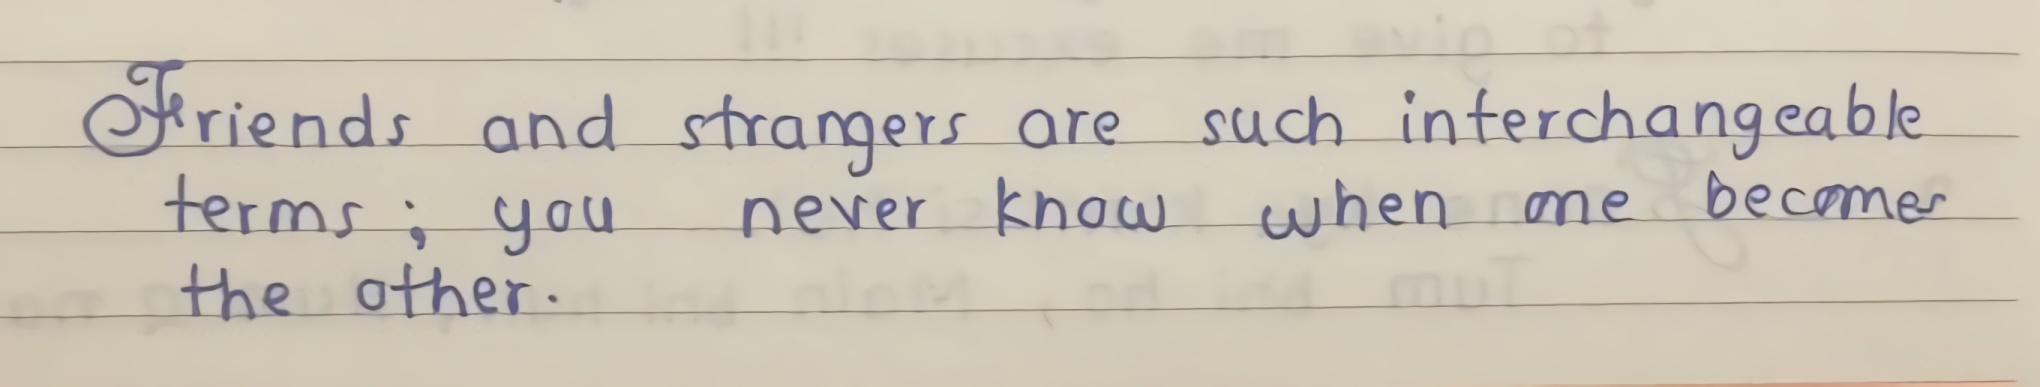 Friends and strangers are such interchangeable
terms; you never know when one becomes
the other.